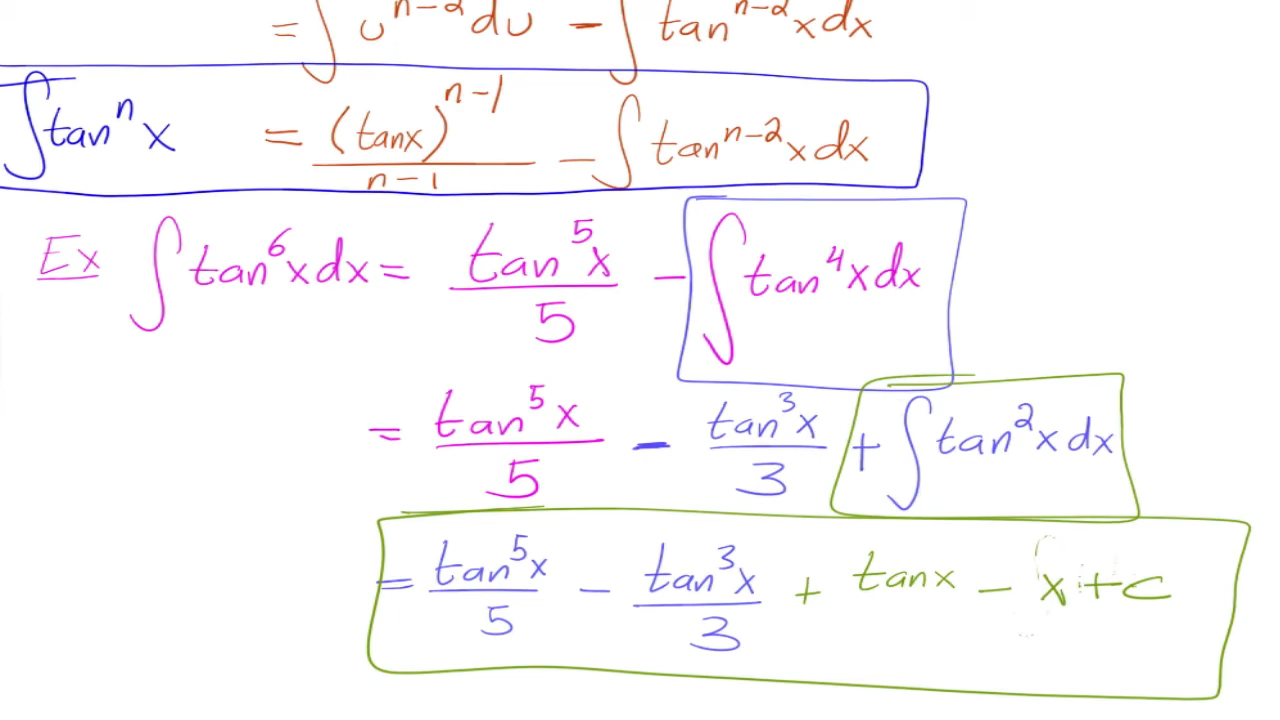 = ∫ u^{n-2} du - ∫ tan^{n-2} x dx
∫ tan^n x = (tanx)^{n-1} / n-1 - ∫ tan^{n-2} x dx
Ex ∫ tan^6 x dx = tan^5 x / 5 - ∫ tan^4 x dx
= tan^5 x / 5 - tan^3 x / 3 + ∫ tan^2 x dx
= tan^5 x / 5 - tan^3 x / 3 + tan x - x + c